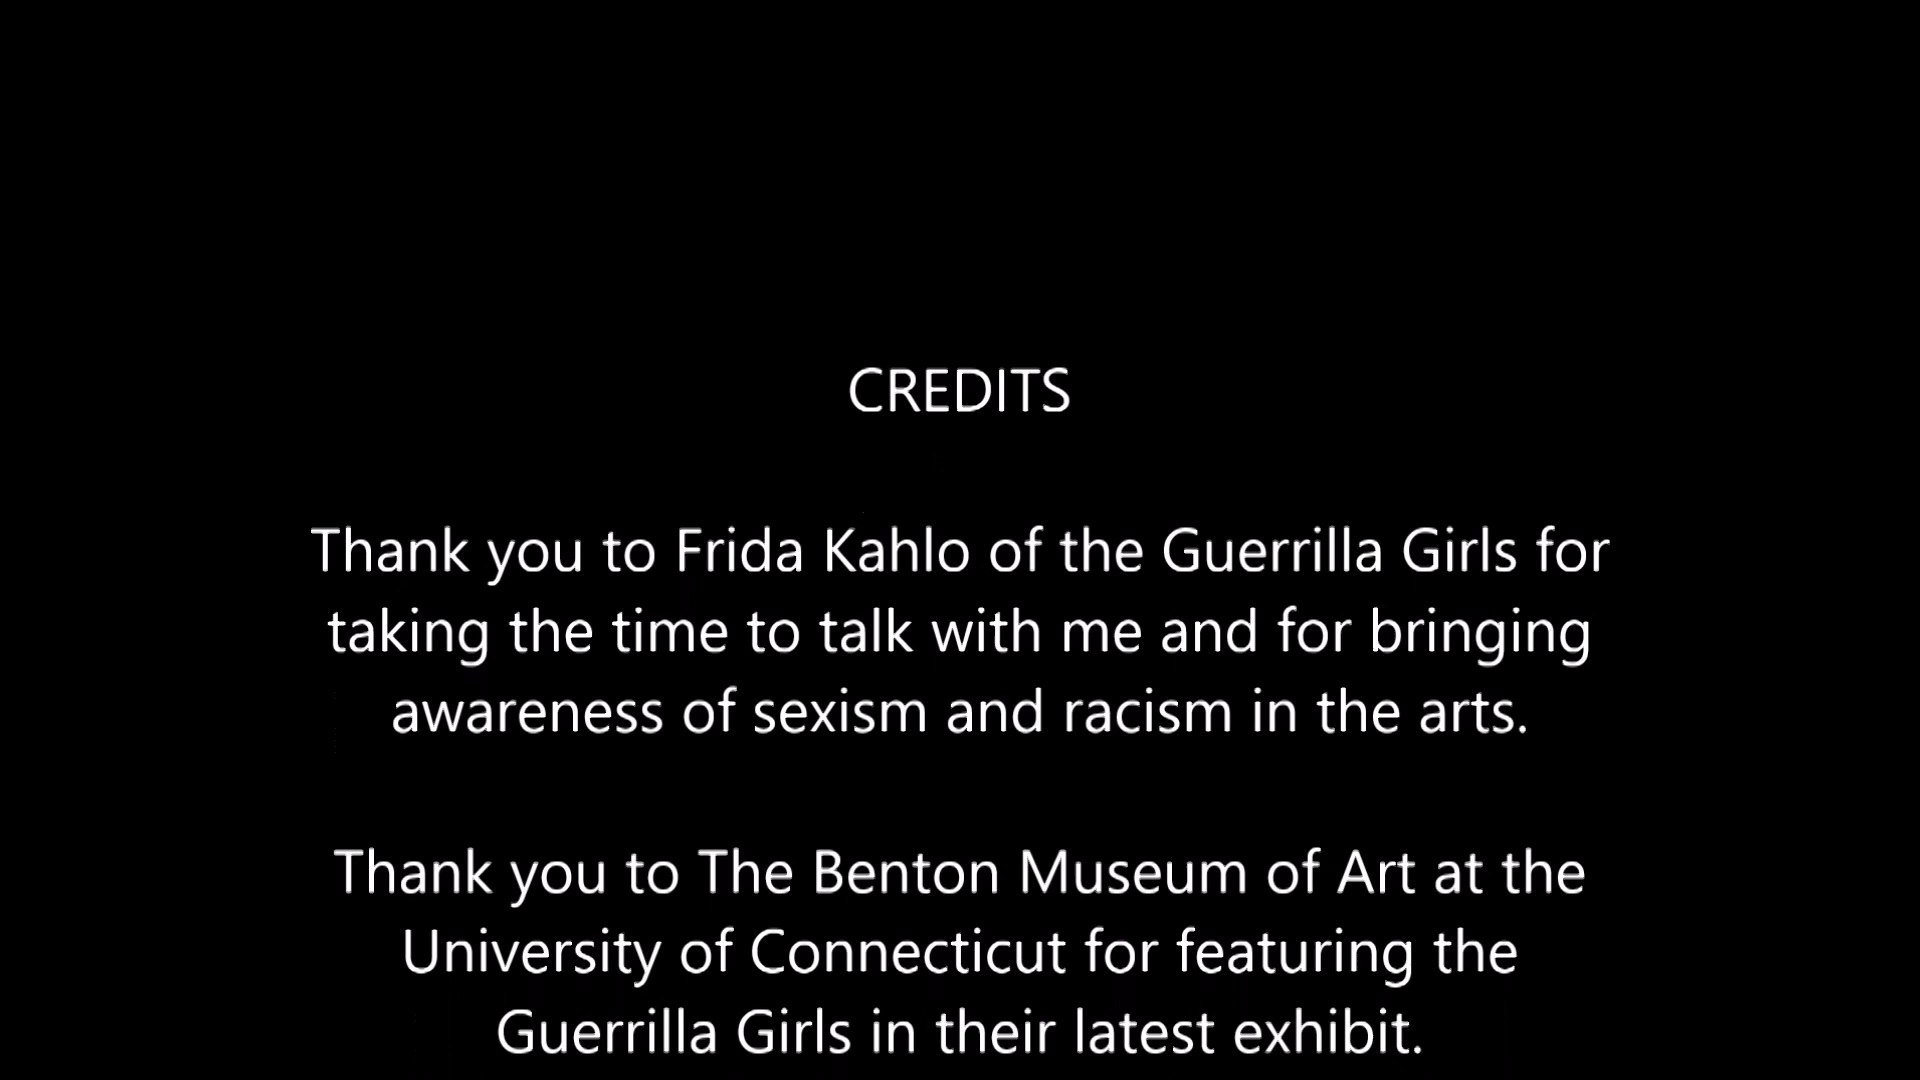 CREDITS
Thank you to Frida Kahlo of the Guerrilla Girls for
taking the time to talk with me and for bringing
awareness of sexism and racism in the arts.
Thank you to The Benton Museum of Art at the
University of Connecticut for featuring the
Guerrilla Girls in their latest exhibit.